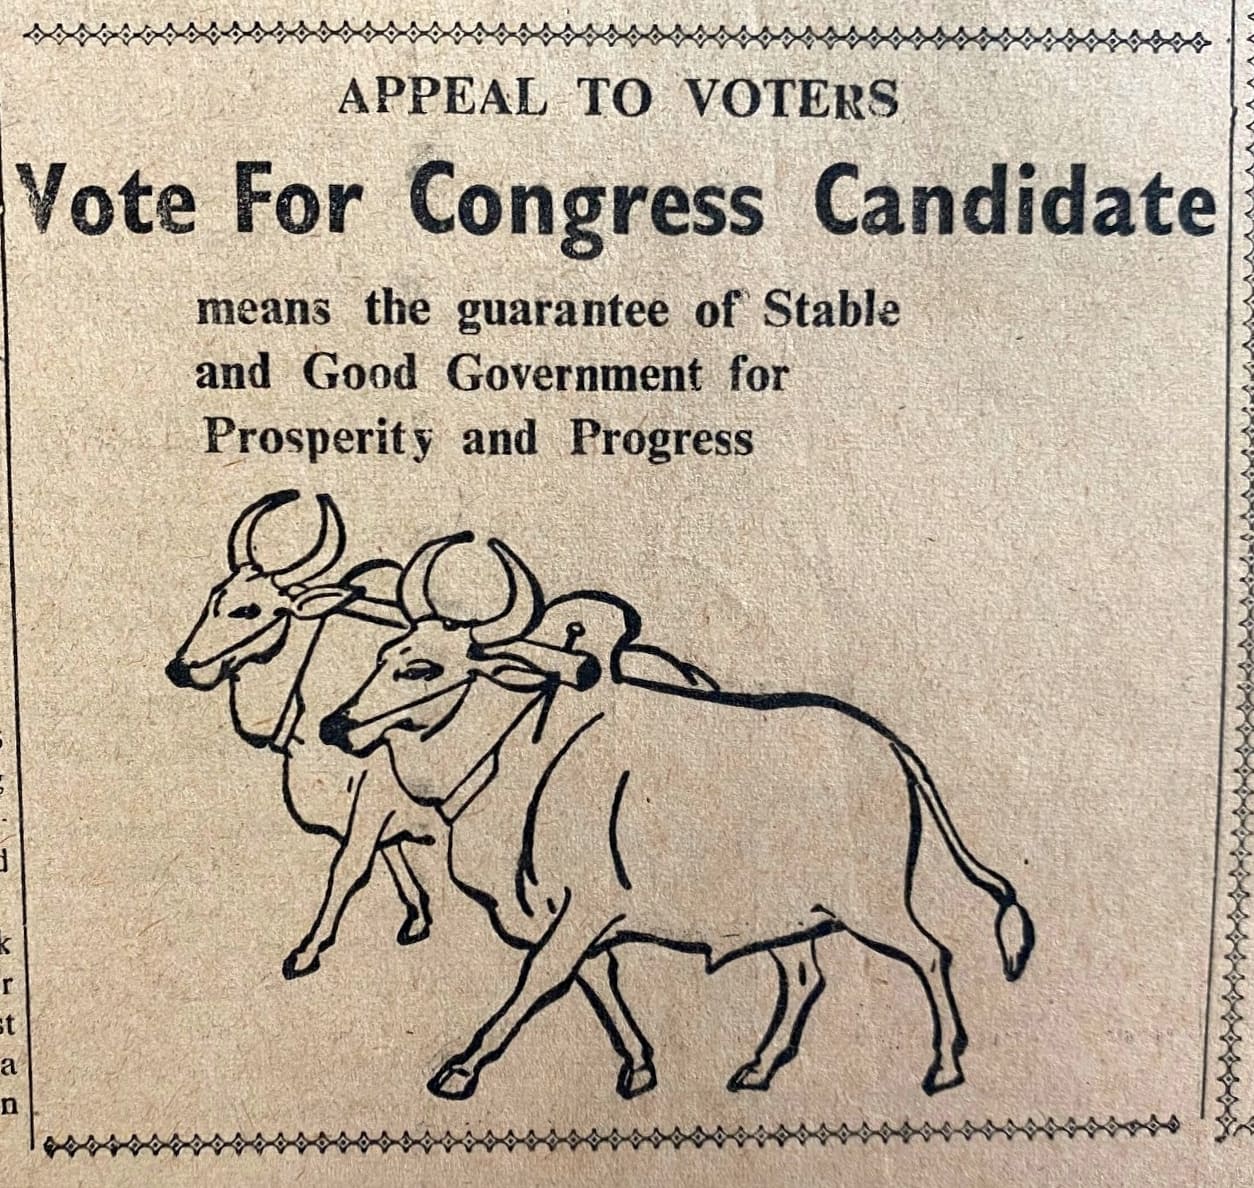 APPEAL TO VOTERS
Vote For Congress Candidate
means the guarantee of Stable
and Good Government for
Prosperity and Progress